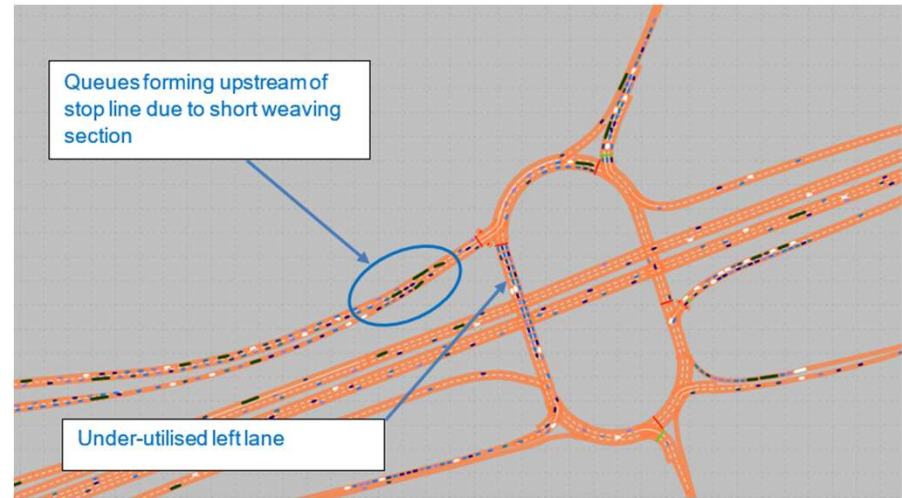 Queues forming upstream of
stop line due to short weaving
section
Under-utilised left lane